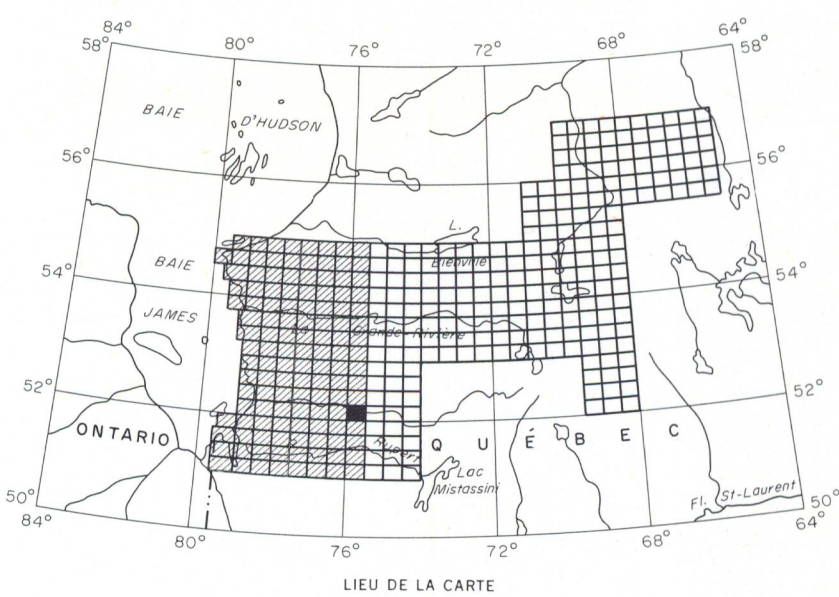 84°
58°
80°
76°
72°
68°
64°
58°
BAIE
D'HUDSON
56°
56°
L.
Bienville
BAIE
54°
54°
JAMES
La Grande Rivière
52°
52°
ONTARIO
QUÉBEC
Rupert
Lac
Mistassini
Fl. St-Laurent
50°
84°
50°
64°
80°
76°
72°
68°
LIEU DE LA CARTE